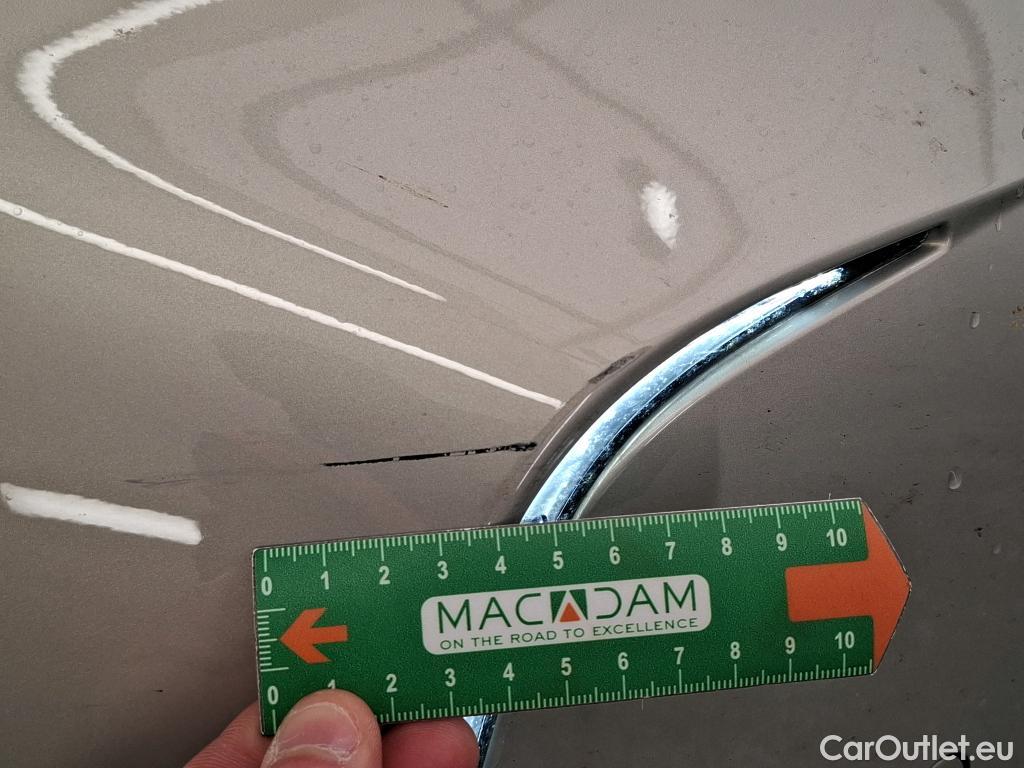 0 1 2 3 4 5 6 7 8 9 10
MACADAM
ON THE ROAD TO EXCELLENCE
0 1 2 3 4 5 6 7 8 9 10
CarOutlet.eu